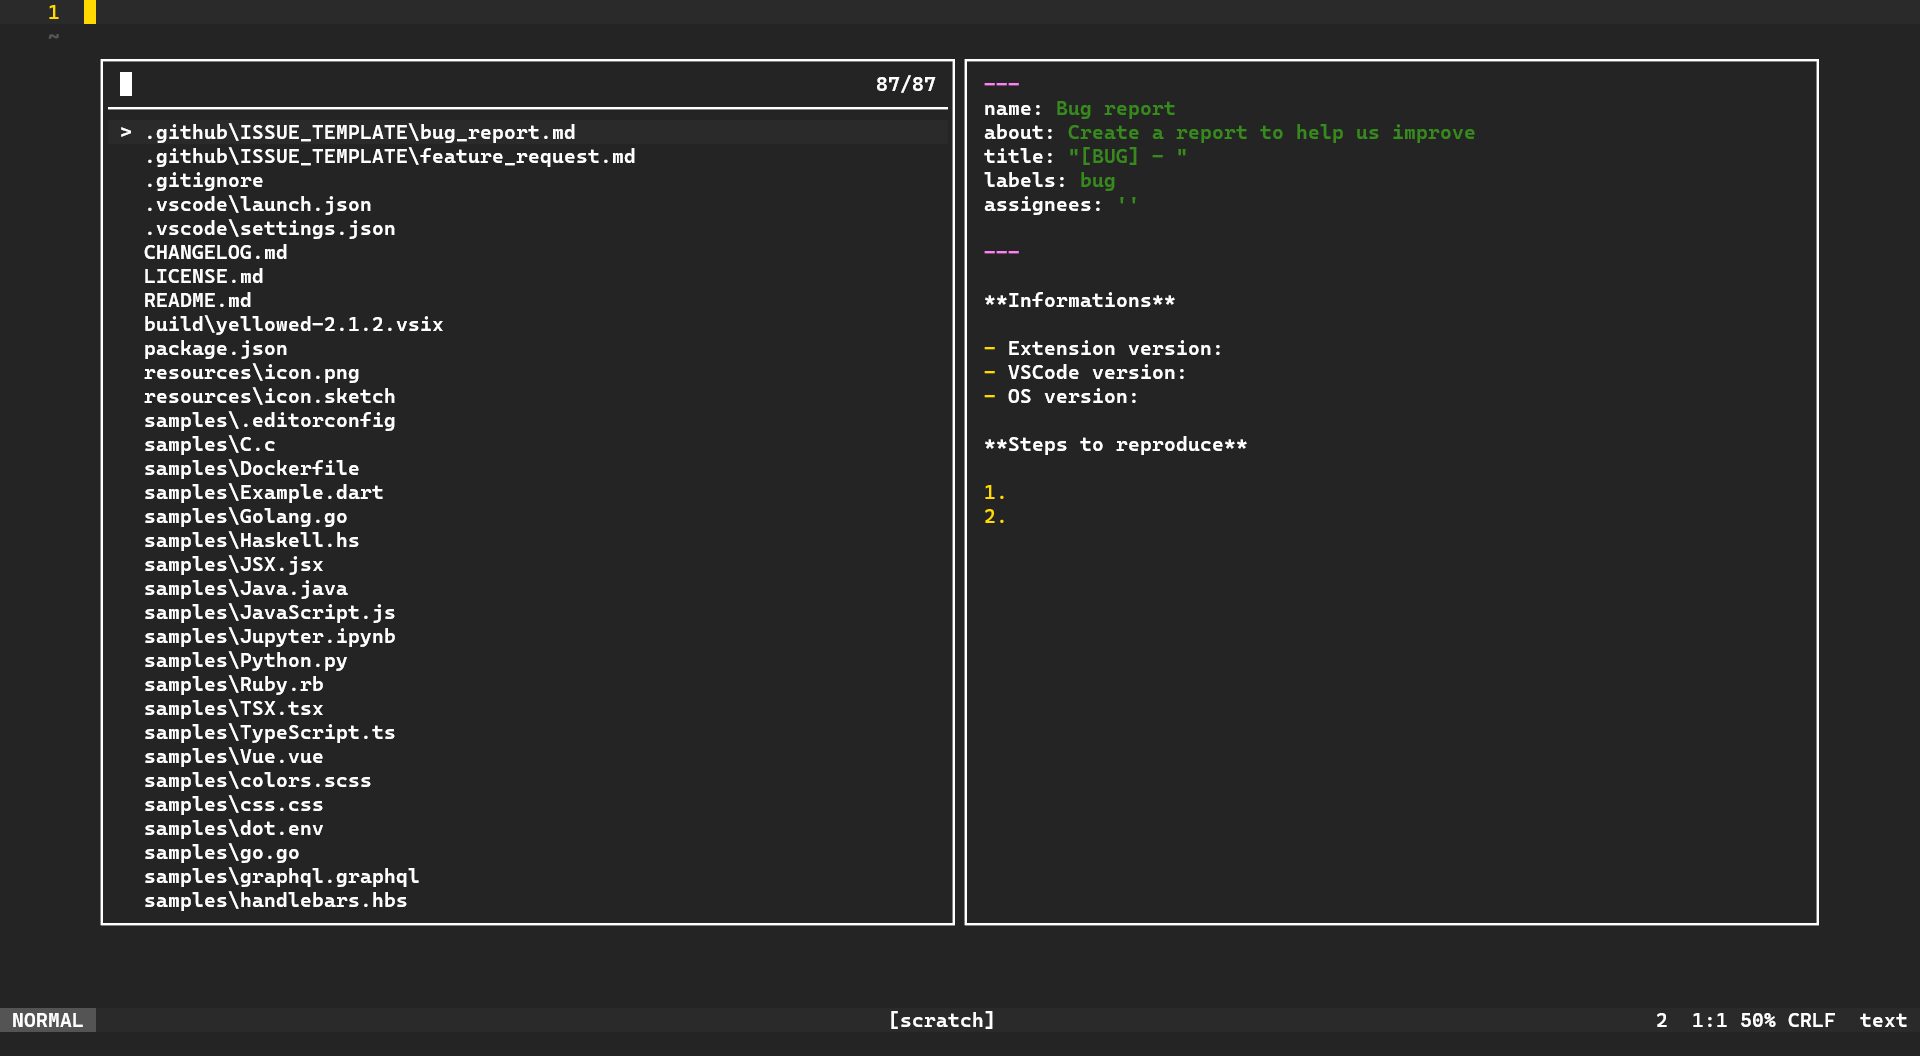 1
~
87/87
> .github\ISSUE_TEMPLATE\bug_report.md
.github\ISSUE_TEMPLATE\feature_request.md
.gitignore
.vscode\launch.json
.vscode\settings.json
CHANGELOG.md
LICENSE.md
README.md
build\yellowed-2.1.2.vsix
package.json
resources\icon.png
resources\icon.sketch
samples\.editorconfig
samples\C.c
samples\Dockerfile
samples\Example.dart
samples\Golang.go
samples\Haskell.hs
samples\JSX.jsx
samples\Java.java
samples\JavaScript.js
samples\Jupyter.ipynb
samples\Python.py
samples\Ruby.rb
samples\TSX.tsx
samples\TypeScript.ts
samples\Vue.vue
samples\colors.scss
samples\css.css
samples\dot.env
samples\go.go
samples\graphql.graphql
samples\handlebars.hbs
---
name: Bug report
about: Create a report to help us improve
title: "[BUG] - "
labels: bug
assignees: ''
---
**Informations**
- Extension version:
- VSCode version:
- OS version:
**Steps to reproduce**
1.
2.
NORMAL [scratch] 2 1:1 50% CRLF text